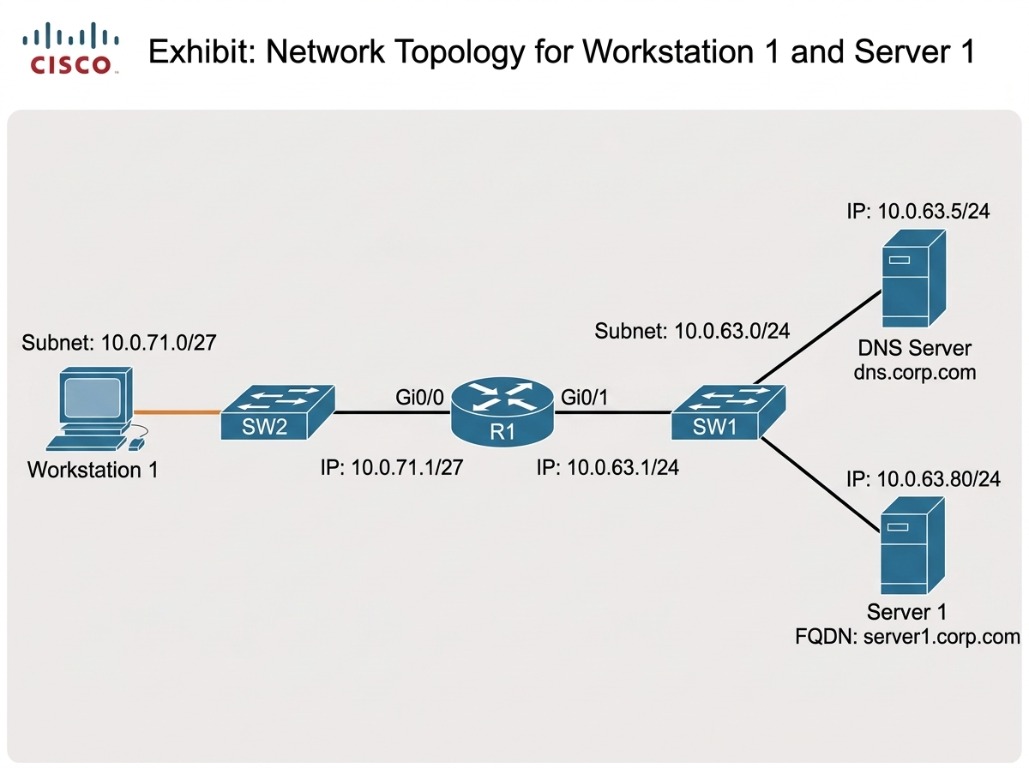 CISCO
Exhibit: Network Topology for Workstation 1 and Server 1
IP: 10.0.63.5/24
Subnet: 10.0.63.0/24
Subnet: 10.0.71.0/27
DNS Server
dns.corp.com
Gi0/0
Gi0/1
SW2
R1
SW1
Workstation 1
IP: 10.0.71.1/27
IP: 10.0.63.1/24
IP: 10.0.63.80/24
Server 1
FQDN: server1.corp.com